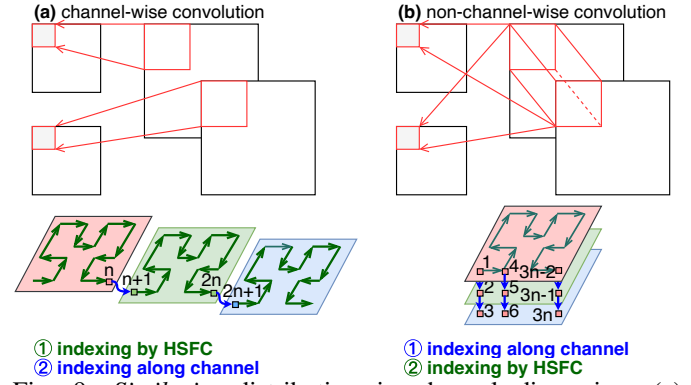 (a) channel-wise convolution
(b) non-channel-wise convolution
n
n+1
2n
2n+1
1 4 3n-2
2 5 3n-1
3 6 3n
① indexing by HSFC
② indexing along channel
① indexing along channel
② indexing by HSFC